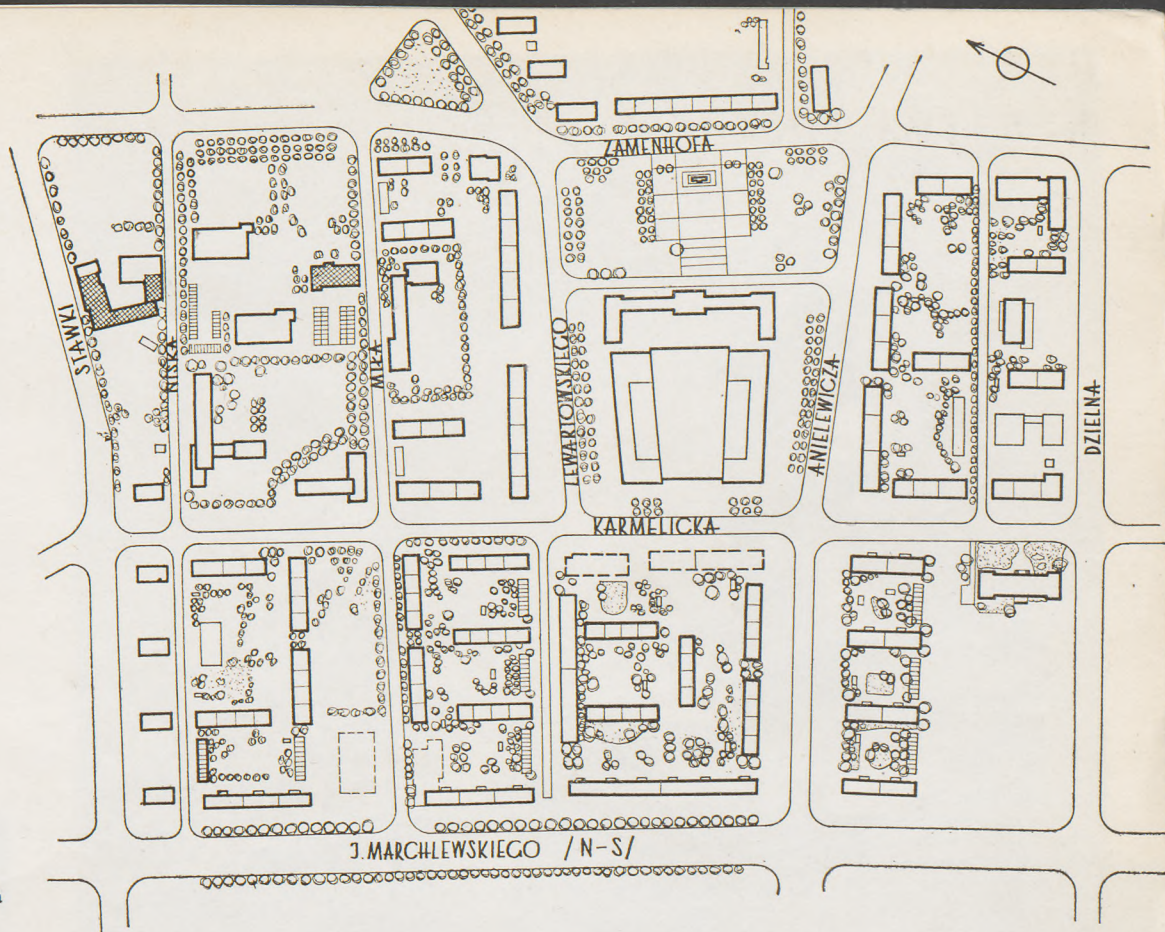 ZAMENHOFA
STAWKI
NISKA
MIŁA
LEWARTOWSKIEGO
ANIELEWICZA
DZIELNA
KARMELICKA
J. MARCHLEWSKIEGO /N-S/